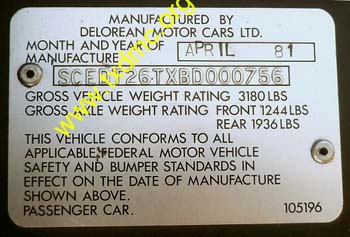 MANUFACTURED BY
DELOREAN MOTOR CARS LTD.
MONTH AND YEAR OF
MANUFACTURE APRIL 81
SCEDT26TXBD000756
GROSS VEHICLE WEIGHT RATING 3180 LBS
GROSS AXLE WEIGHT RATING FRONT 1244 LBS
REAR 1936 LBS
THIS VEHICLE CONFORMS TO ALL
APPLICABLE FEDERAL MOTOR VEHICLE
SAFETY AND BUMPER STANDARDS IN
EFFECT ON THE DATE OF MANUFACTURE
SHOWN ABOVE.
PASSENGER CAR. 105196